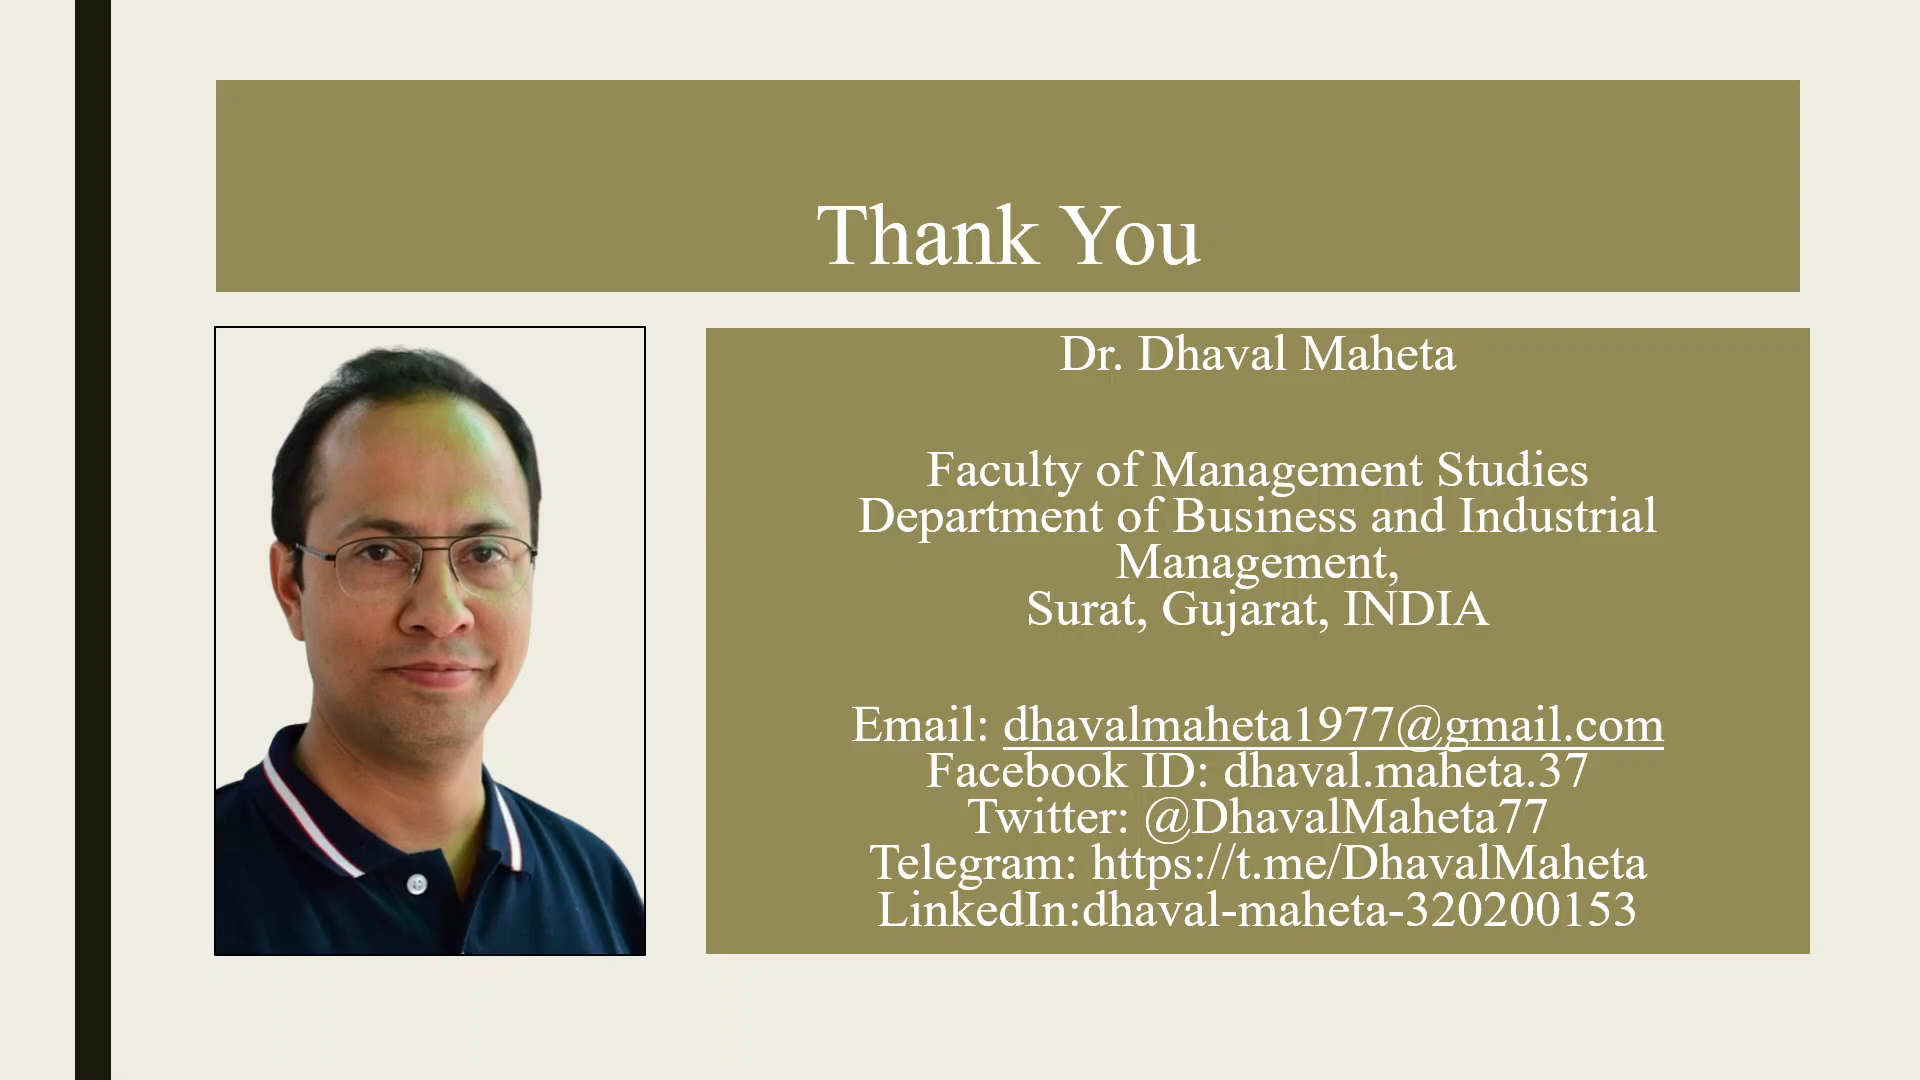 Thank You
Dr. Dhaval Maheta
Faculty of Management Studies
Department of Business and Industrial
Management,
Surat, Gujarat, INDIA
Email: dhavalmaheta1977@gmail.com
Facebook ID: dhaval.maheta.37
Twitter: @DhavalMaheta77
Telegram: https://t.me/DhavalMaheta
LinkedIn:dhaval-maheta-320200153